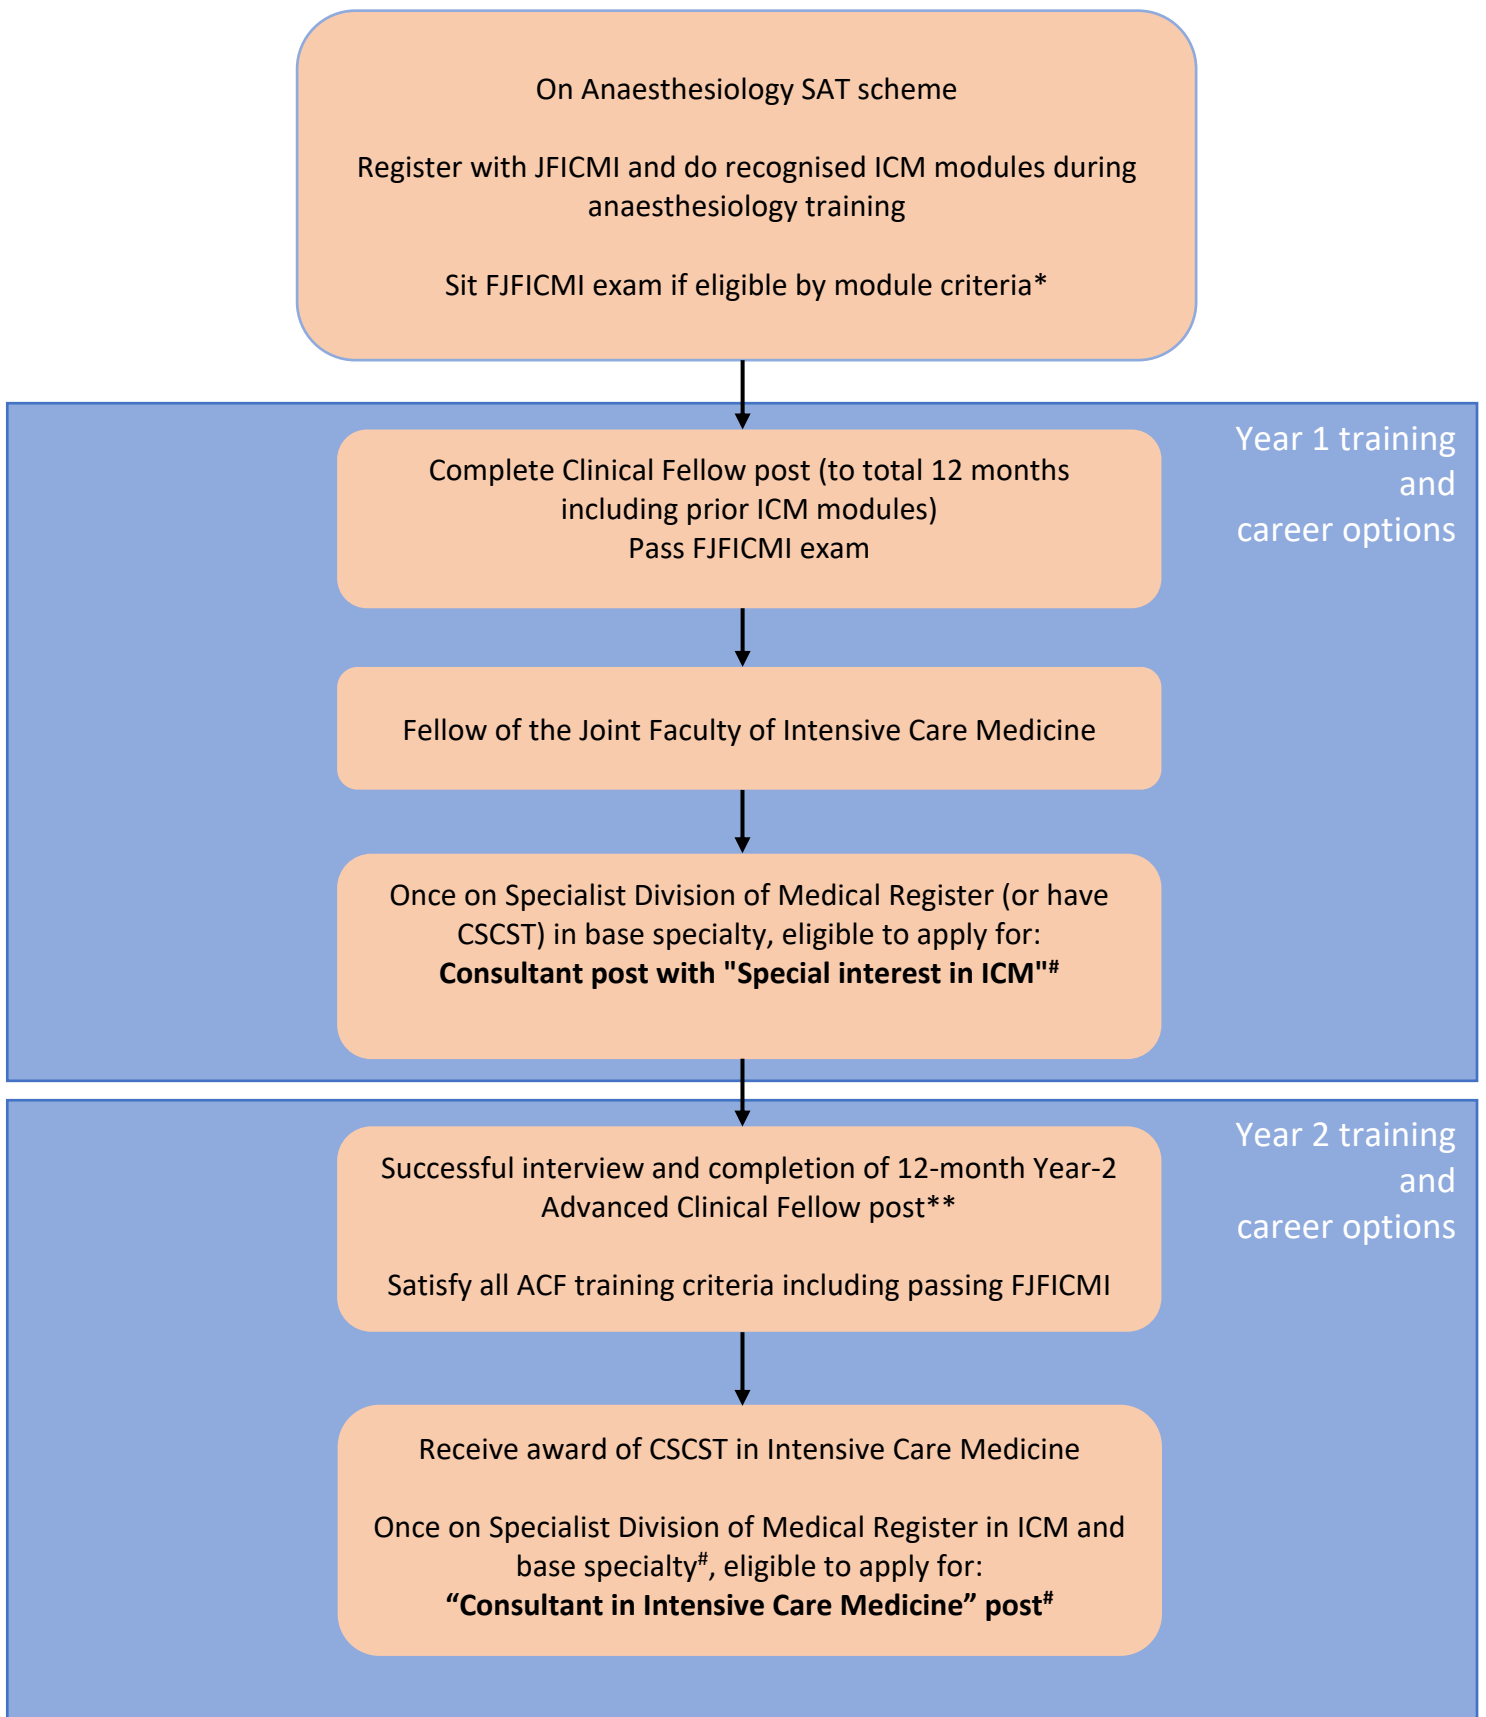 On Anaesthesiology SAT scheme
Register with JFICMI and do recognised ICM modules during
anaesthesiology training
Sit FJFICMI exam if eligible by module criteria*
Year 1 training
and
career options
Complete Clinical Fellow post (to total 12 months
including prior ICM modules)
Pass FJFICMI exam
Fellow of the Joint Faculty of Intensive Care Medicine
Once on Specialist Division of Medical Register (or have
CSCST) in base specialty, eligible to apply for:
Consultant post with "Special interest in ICM"#
Year 2 training
and
career options
Successful interview and completion of 12-month Year-2
Advanced Clinical Fellow post**
Satisfy all ACF training criteria including passing FJFICMI
Receive award of CSCST in Intensive Care Medicine
Once on Specialist Division of Medical Register in ICM and
base specialty#, eligible to apply for:
“Consultant in Intensive Care Medicine” post#